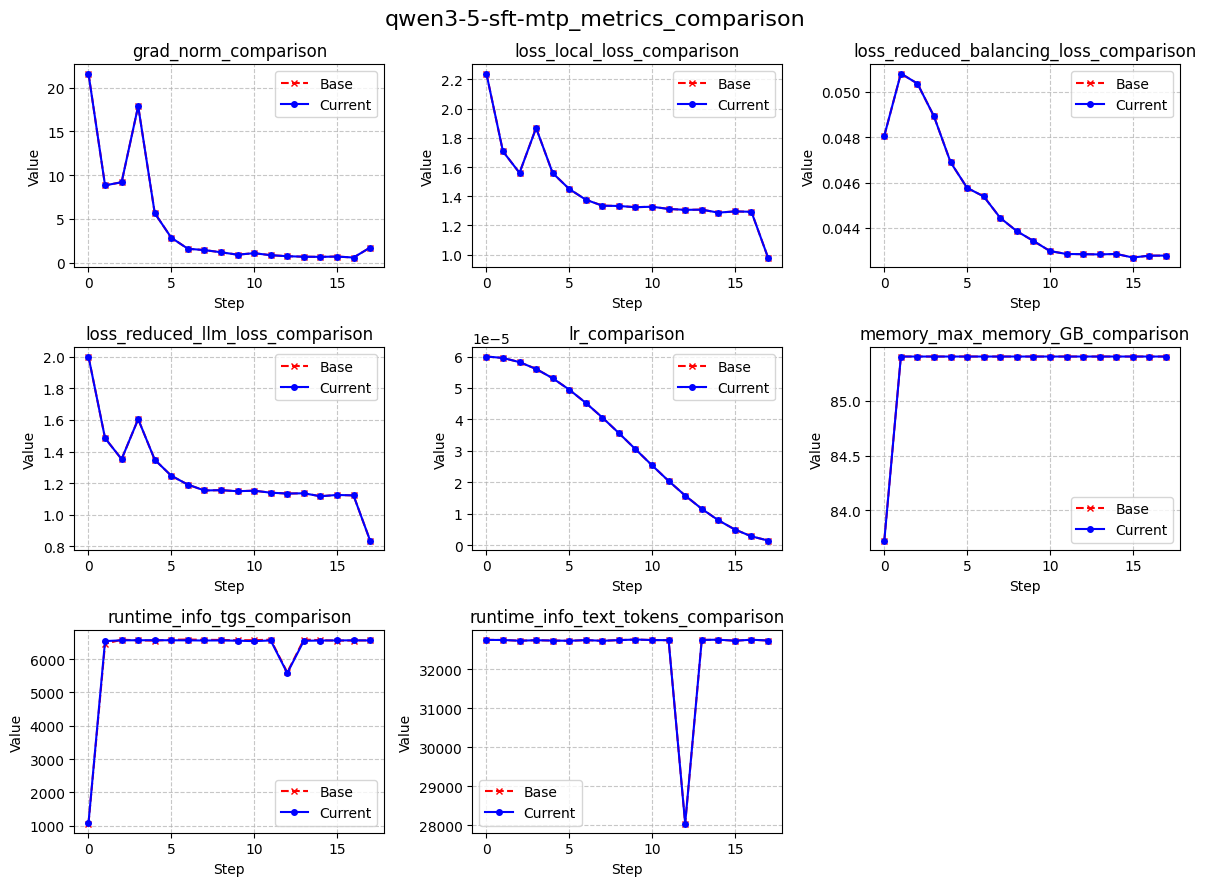 qwen3-5-sft-mtp_metrics_comparison
grad_norm_comparison
Value
20
15
10
5
0
0 5 10 15
Step
Base
Current
loss_local_loss_comparison
Value
2.2
2.0
1.8
1.6
1.4
1.2
1.0
0 5 10 15
Step
Base
Current
loss_reduced_balancing_loss_comparison
Value
0.050
0.048
0.046
0.044
0 5 10 15
Step
Base
Current
loss_reduced_llm_loss_comparison
Value
2.0
1.8
1.6
1.4
1.2
1.0
0.8
0 5 10 15
Step
Base
Current
lr_comparison
1e−5
Value
6
5
4
3
2
1
0
0 5 10 15
Step
Base
Current
memory_max_memory_GB_comparison
Value
85.0
84.5
84.0
0 5 10 15
Step
Base
Current
runtime_info_tgs_comparison
Value
6000
5000
4000
3000
2000
1000
0 5 10 15
Step
Base
Current
runtime_info_text_tokens_comparison
Value
32000
31000
30000
29000
28000
0 5 10 15
Step
Base
Current